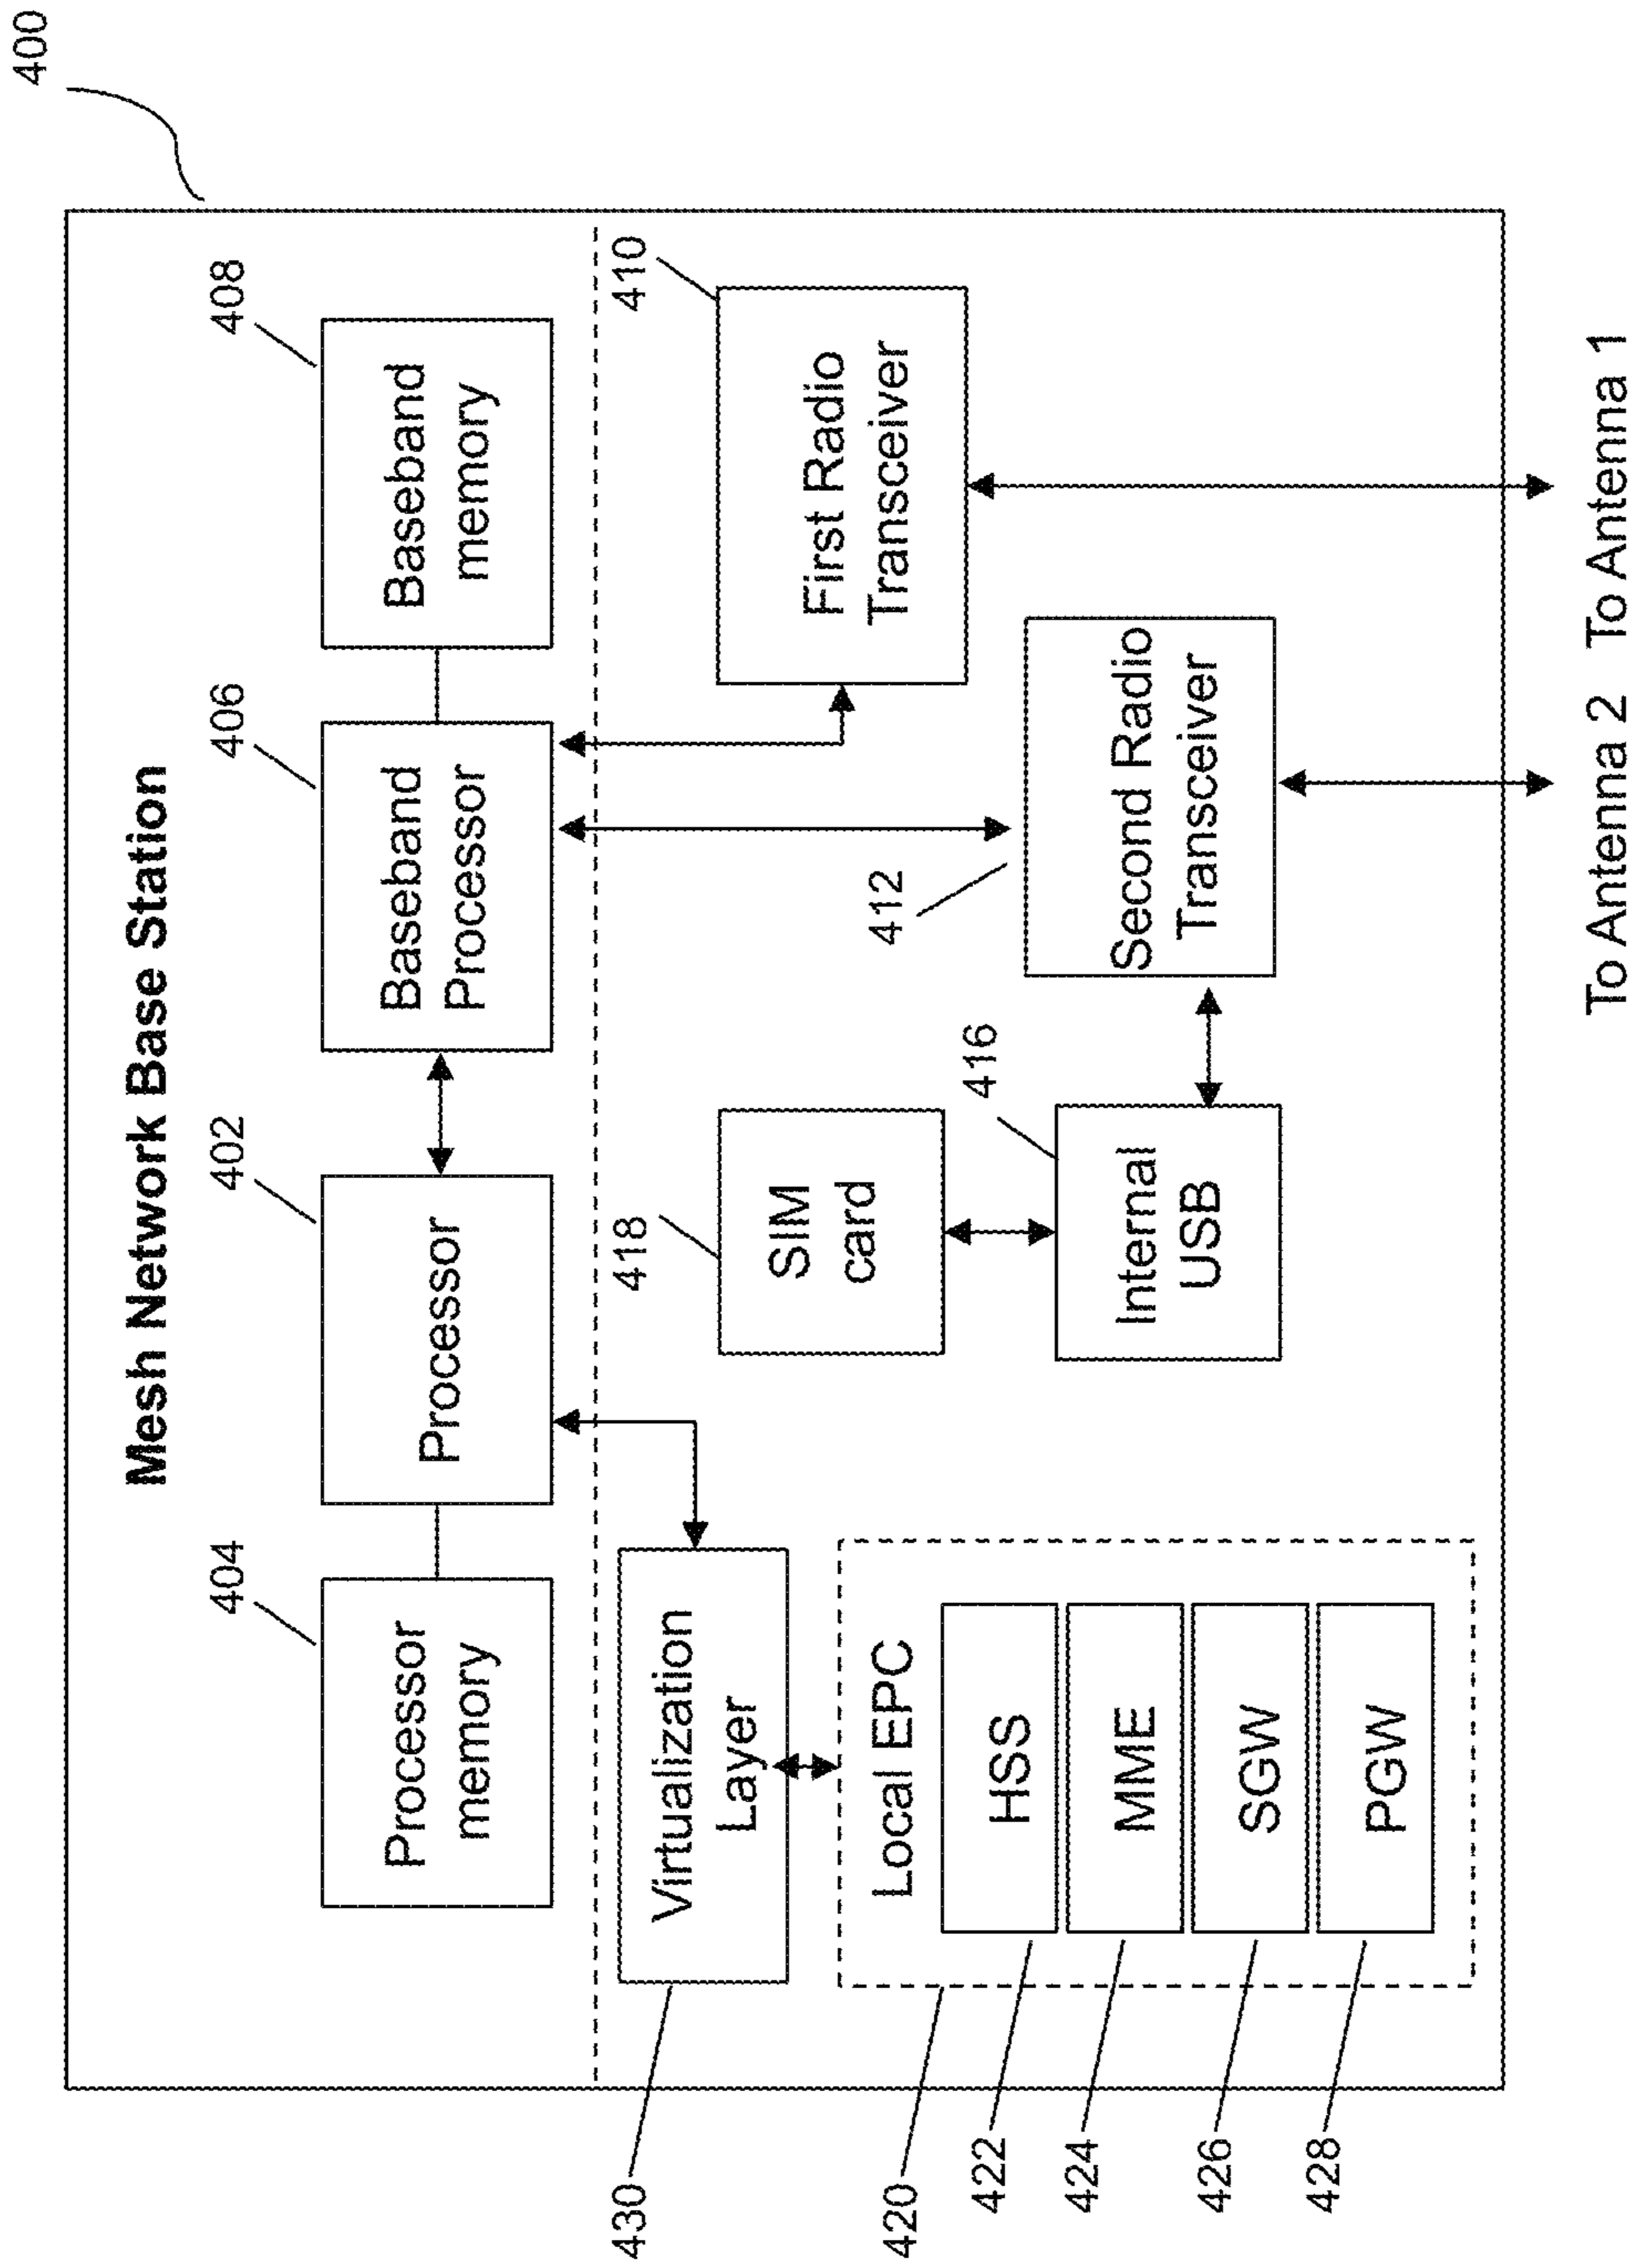 400
Mesh Network Base Station
404
402
406
408
Processor
memory
Processor
Baseband
Processor
Baseband
memory
430
418
410
Virtualization
Layer
SIM
card
First Radio
Transceiver
412
416
420
Local EPC
422
HSS
424
MME
426
SGW
428
PGW
Internal
USB
Second Radio
Transceiver
To Antenna 2
To Antenna 1